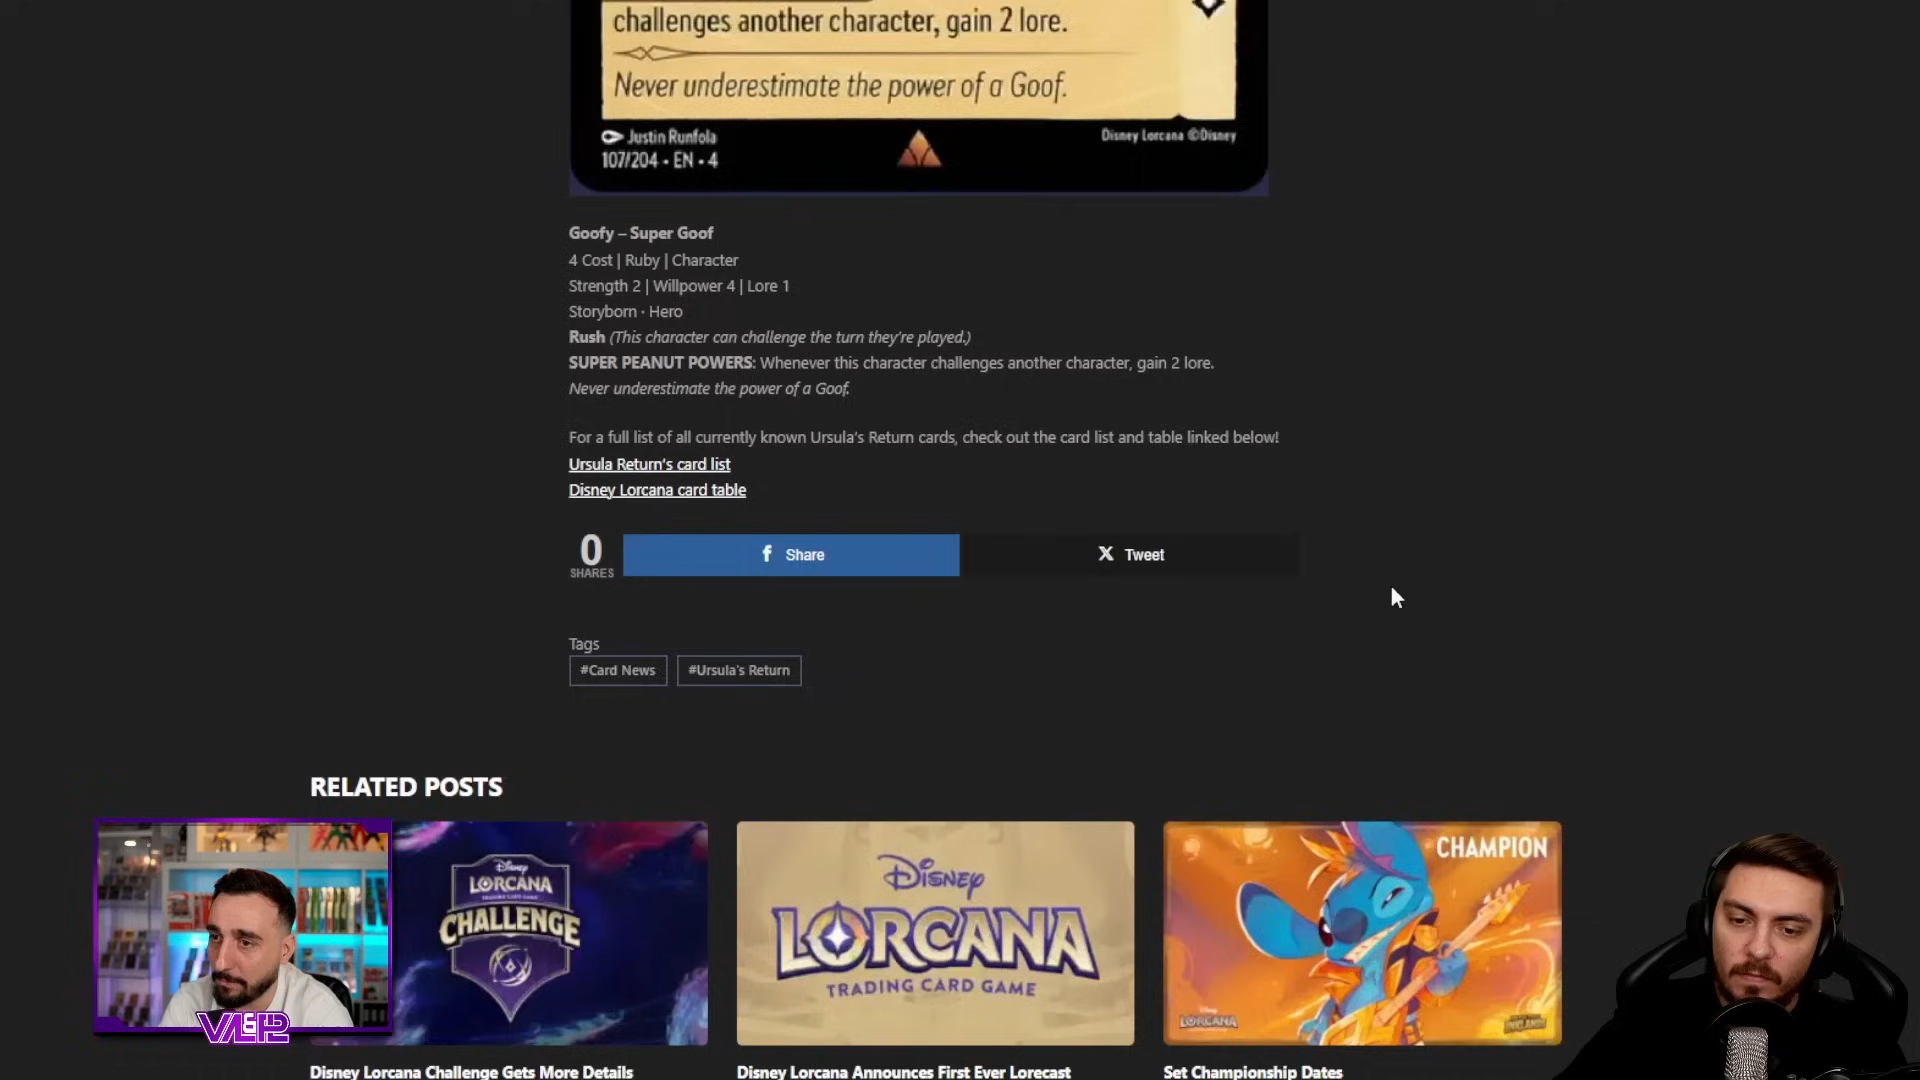 challenges another character, gain 2 lore.
Never underestimate the power of a Goof.
Justin Runfola
Disney Lorcana ©Disney
107/204 • EN • 4
Goofy – Super Goof
4 Cost | Ruby | Character
Strength 2 | Willpower 4 | Lore 1
Storyborn · Hero
Rush (This character can challenge the turn they're played.)
SUPER PEANUT POWERS: Whenever this character challenges another character, gain 2 lore.
Never underestimate the power of a Goof.
For a full list of all currently known Ursula's Return cards, check out the card list and table linked below!
Ursula Return's card list
Disney Lorcana card table
0
SHARES
Share
Tweet
Tags
#Card News
#Ursula's Return
RELATED POSTS
Disney
LORCANA
CHALLENGE
Disney
LORCANA
TRADING CARD GAME
CHAMPION
Disney
LORCANA
Disney Lorcana Challenge Gets More Details
Disney Lorcana Announces First Ever Lorecast
Set Championship Dates